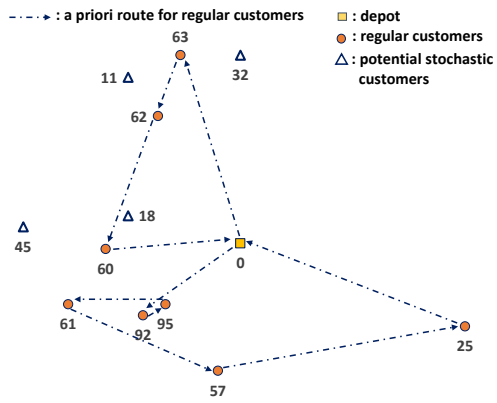 : a priori route for regular customers
: depot
: regular customers
: potential stochastic
customers
63
11
32
62
18
45
60
0
61
92
95
25
57